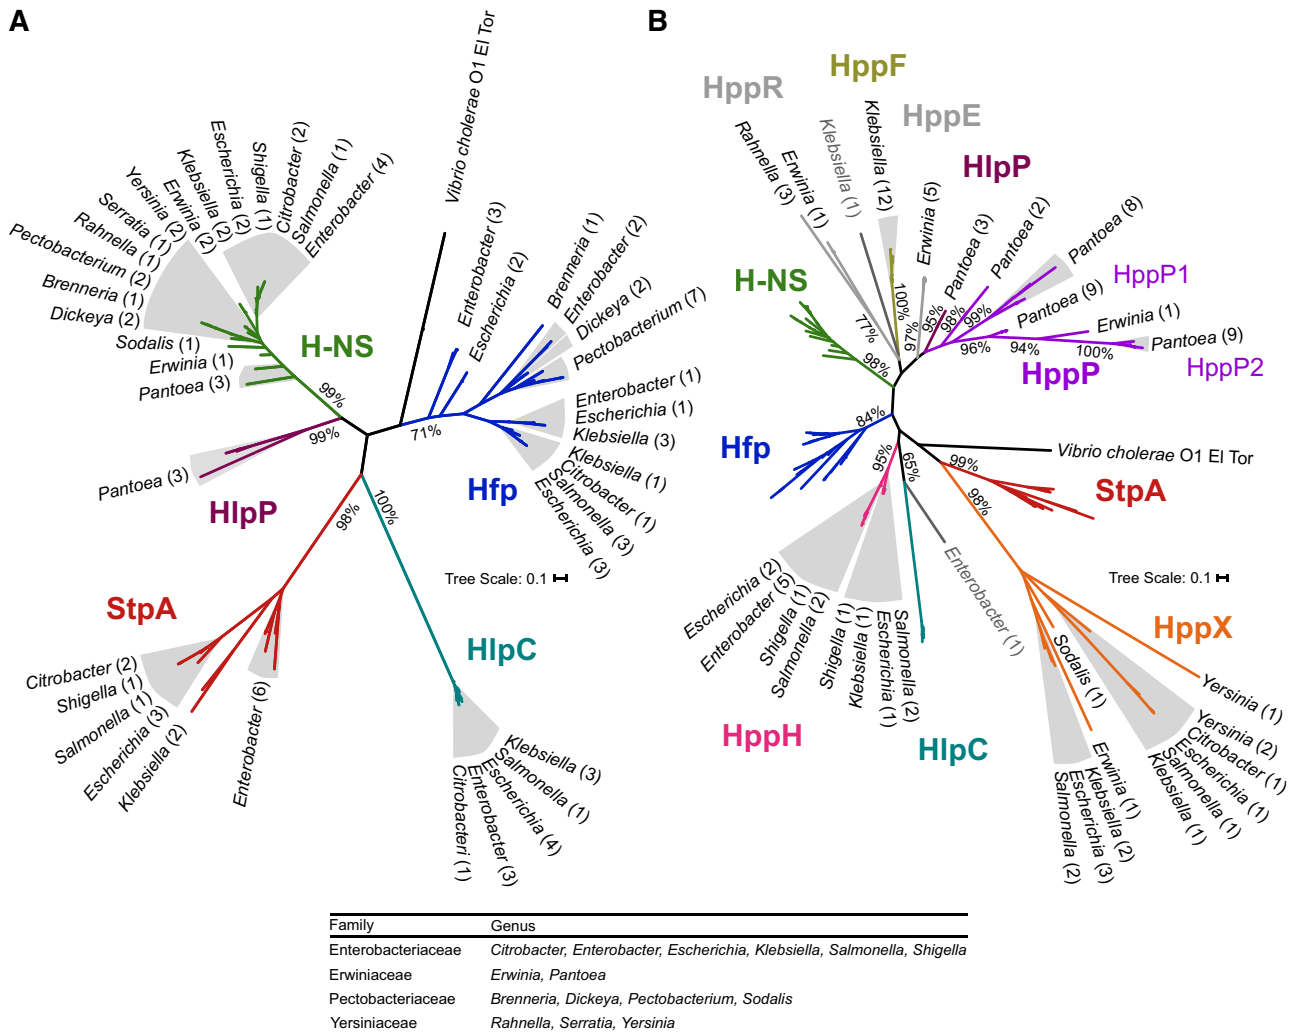 A
Vibrio cholerae O1 El Tor
Escherichia (2)
Shigella (1)
Citrobacter (2)
Salmonella (1)
Enterobacter (4)
Klebsiella (2)
Erwinia (2)
Yersinia (2)
Serratia (1)
Rahnella (1)
Pectobacterium (2)
Brenneria (1)
Dickeya (2)
Sodalis (1)
Erwinia (1)
Pantoea (3)
H-NS
99%
99%
Pantoea (3)
HlpP
Enterobacter (3)
Escherichia (2)
Brenneria (1)
Enterobacter (2)
Dickeya (2)
Pectobacterium (7)
Enterobacter (1)
Escherichia (1)
Klebsiella (3)
Klebsiella (1)
Citrobacter (1)
Salmonella (3)
Escherichia (3)
71%
Hfp
98%
100%
Tree Scale: 0.1
StpA
Citrobacter (2)
Shigella (1)
Salmonella (1)
Escherichia (3)
Klebsiella (2)
Enterobacter (6)
HlpC
Klebsiella (3)
Salmonella (1)
Escherichia (4)
Enterobacter (3)
Citrobacteri (1)
B
HppR
HppF
HppE
HlpP
Rahnella (3)
Erwinia (1)
Klebsiella (1)
Klebsiella (12)
Erwinia (5)
Pantoea (3)
Pantoea (2)
Pantoea (8)
HppP1
Pantoea (9)
Erwinia (1)
Pantoea (9)
HppP2
HppP
H-NS
77%
100%
95%
98%
99%
96%
94%
100%
98%
84%
Hfp
95%
65%
99%
98%
Vibrio cholerae O1 El Tor
StpA
Tree Scale: 0.1
HppX
Enterobacter (1)
Escherichia (2)
Enterobacter (5)
Shigella (1)
Salmonella (2)
Shigella (1)
Klebsiella (1)
Escherichia (1)
Salmonella (2)
HppH
HlpC
Sodalis (1)
Yersinia (1)
Yersinia (2)
Citrobacter (1)
Escherichia (1)
Salmonella (1)
Klebsiella (1)
Erwinia (1)
Klebsiella (2)
Escherichia (3)
Salmonella (2)
Family Genus
Enterobacteriaceae Citrobacter, Enterobacter, Escherichia, Klebsiella, Salmonella, Shigella
Erwiniaceae Erwinia, Pantoea
Pectobacteriaceae Brenneria, Dickeya, Pectobacterium, Sodalis
Yersiniaceae Rahnella, Serratia, Yersinia